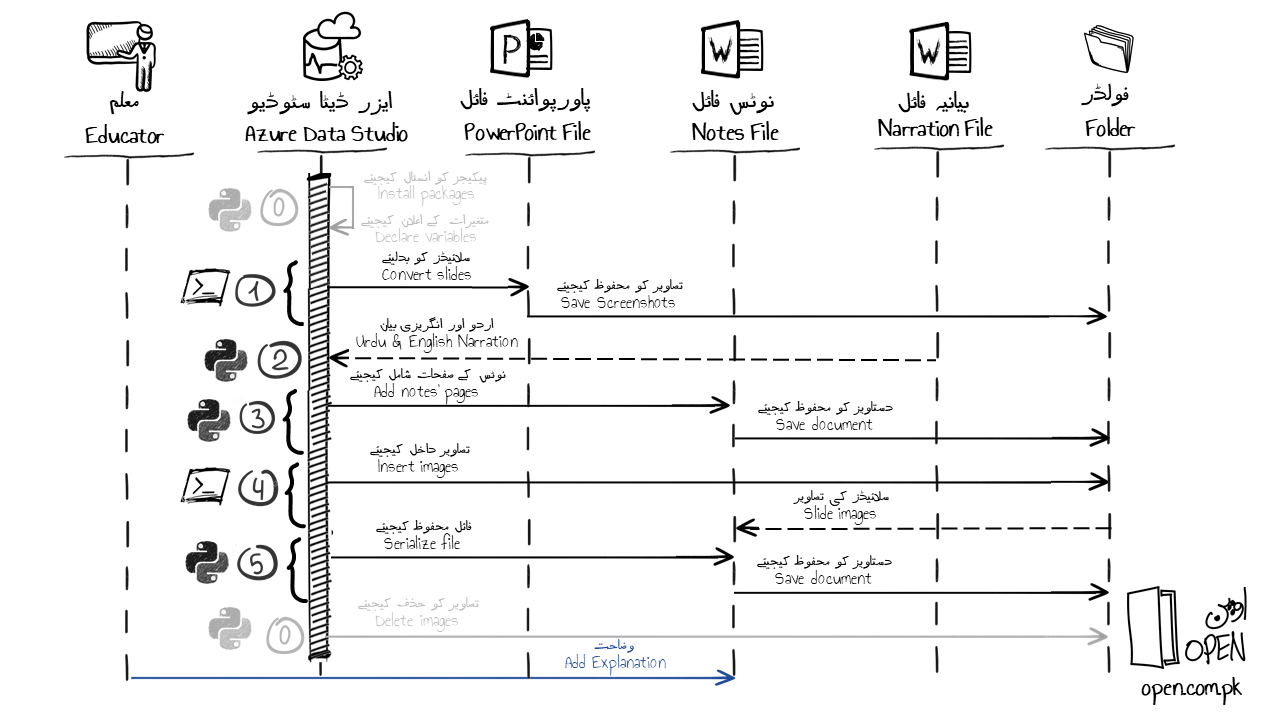 معلم
Educator
ایزر ڈیٹا سٹوڈیو
Azure Data Studio
پاورپوائنٹ فائل
PowerPoint File
نوٹس فائل
Notes File
بیانیہ فائل
Narration File
فولڈر
Folder
0
پیکیجز کو انسٹال کیجیئے
Install packages
متغیرات کے اعلان کیجیئے
Declare variables
1
سلائیڈز کو بدلیئے
Convert slides
تصاویر کو محفوظ کیجیئے
Save Screenshots
2
اردو اور انگریزی بیان
Urdu & English Narration
3
نوٹس کے صفحات شامل کیجیئے
Add notes' pages
دستاویز کو محفوظ کیجیئے
Save document
4
تصاویر داخل کیجیئے
Insert images
سلائیڈز کی تصاویر
Slide images
5
فائل محفوظ کیجیئے
Serialize file
دستاویز کو محفوظ کیجیئے
Save document
0
تصاویر کو حذف کیجیئے
Delete images
وضاحت
Add Explanation
اوپن
OPEN
open.com.pk